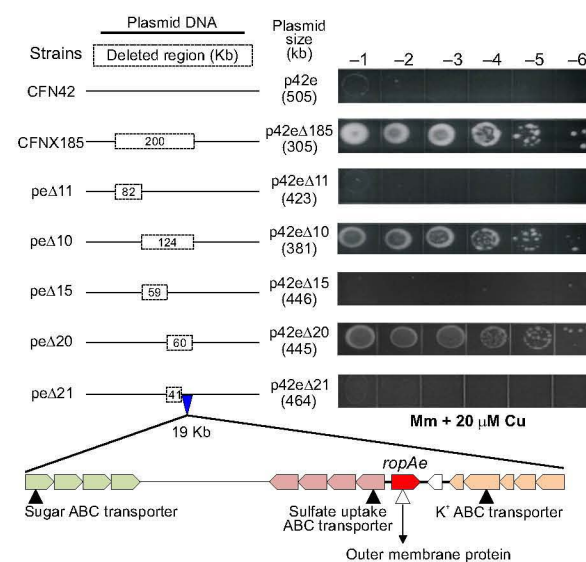 Plasmid DNA
Strains
Deleted region (Kb)
Plasmid
size
(kb)
–1 –2 –3 –4 –5 –6
CFN42
p42e
(505)
CFNX185
200
p42eΔ185
(305)
peΔ11
82
p42eΔ11
(423)
peΔ10
124
p42eΔ10
(381)
peΔ15
59
p42eΔ15
(446)
peΔ20
60
p42eΔ20
(445)
peΔ21
41
p42eΔ21
(464)
19 Kb
Mm + 20 μM Cu
ropAe
Sugar ABC transporter
Sulfate uptake
ABC transporter
K+ ABC transporter
Outer membrane protein